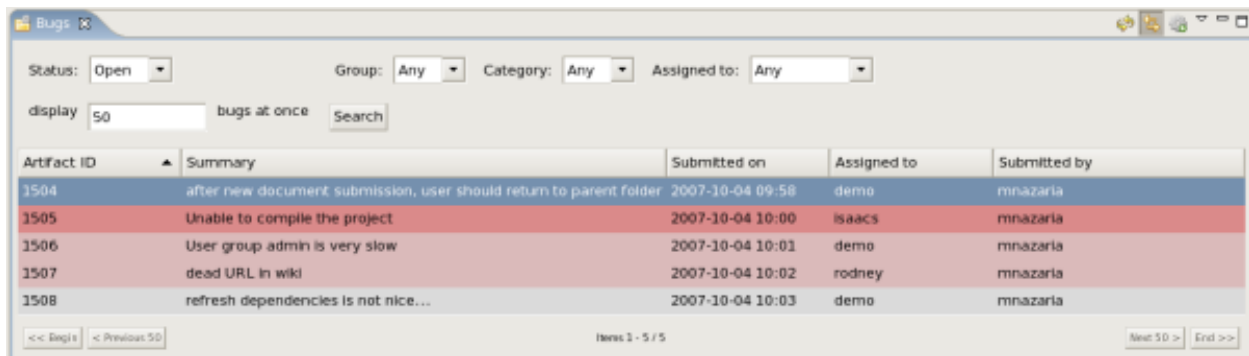 Bugs
Status: Open Group: Any Category: Any Assigned to: Any
display 50 bugs at once Search
Artifact ID Summary Submitted on Assigned to Submitted by
1504 after new document submission, user should return to parent folder 2007-10-04 09:58 demo mnazaria
1505 Unable to compile the project 2007-10-04 10:00 isaacs mnazaria
1506 User group admin is very slow 2007-10-04 10:01 demo mnazaria
1507 dead URL in wiki 2007-10-04 10:02 rodney mnazaria
1508 refresh dependencies is not nice... 2007-10-04 10:03 demo mnazaria
<< Begin < Previous 50 Items 1 - 5 / 5 Next 50 > End >>